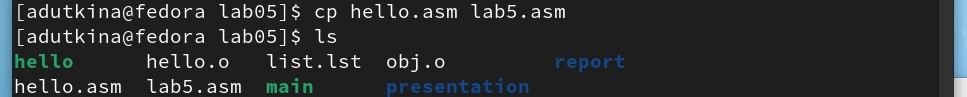 [adutkina@fedora lab05]$ cp hello.asm lab5.asm
[adutkina@fedora lab05]$ ls
hello      hello.o   list.lst  obj.o         report
hello.asm  lab5.asm  main      presentation